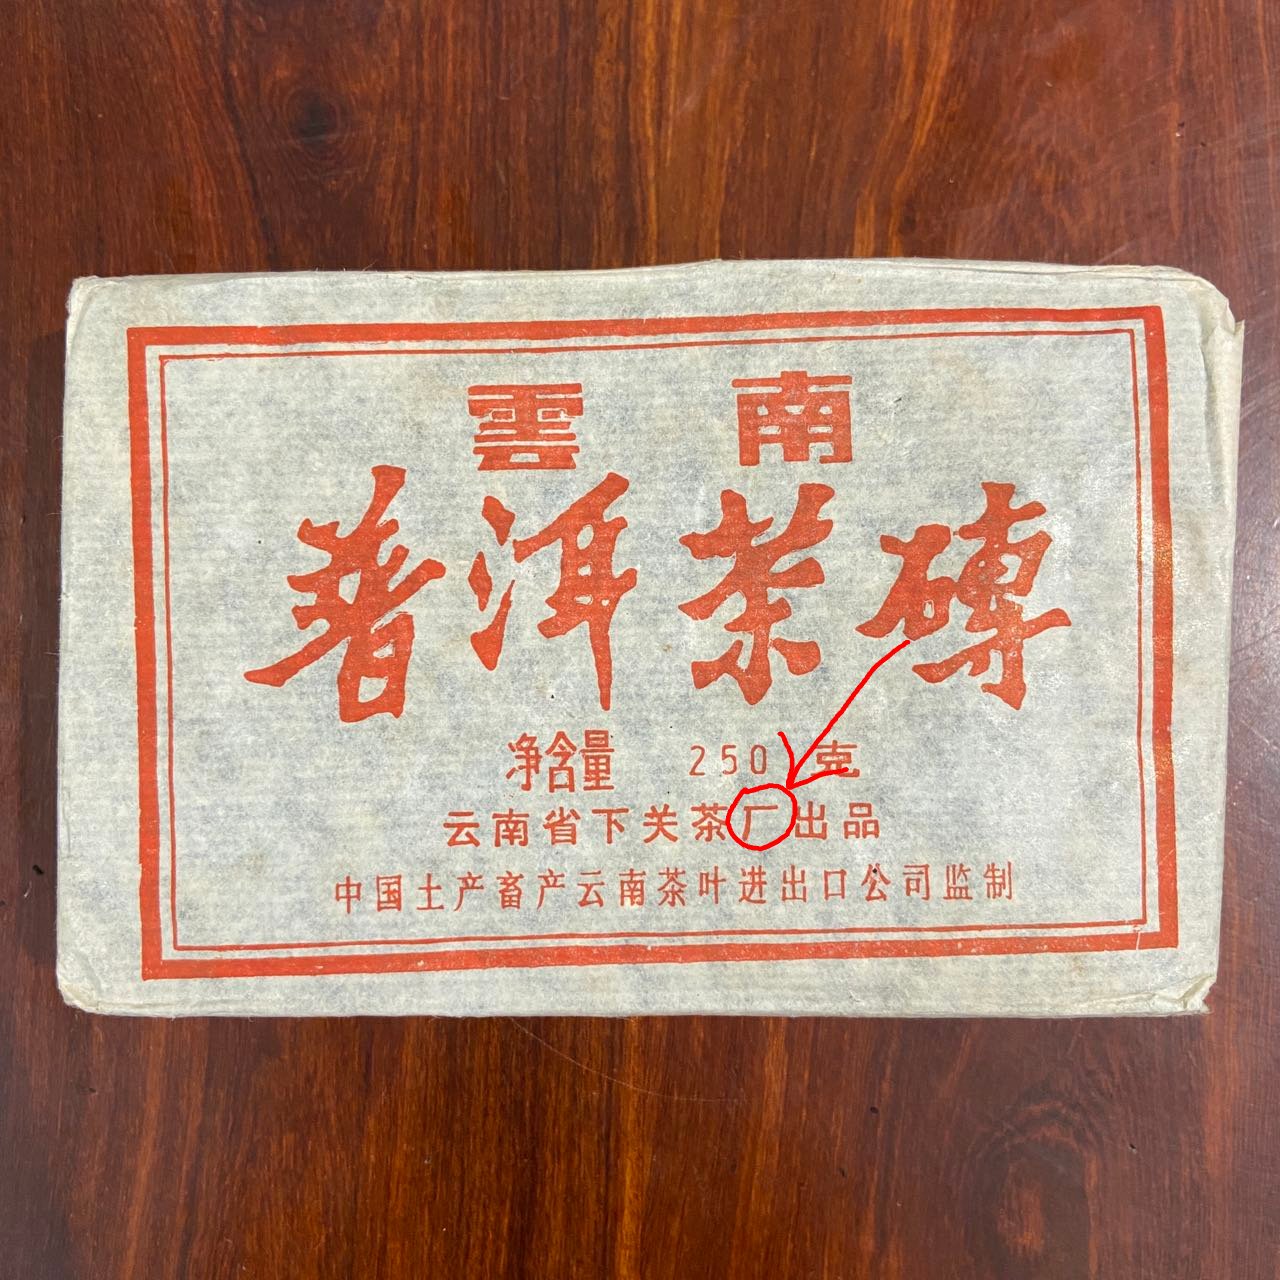 雲南
普洱茶磚
净含量 250克
云南省下关茶厂出品
中国土产畜产云南茶叶进出口公司监制